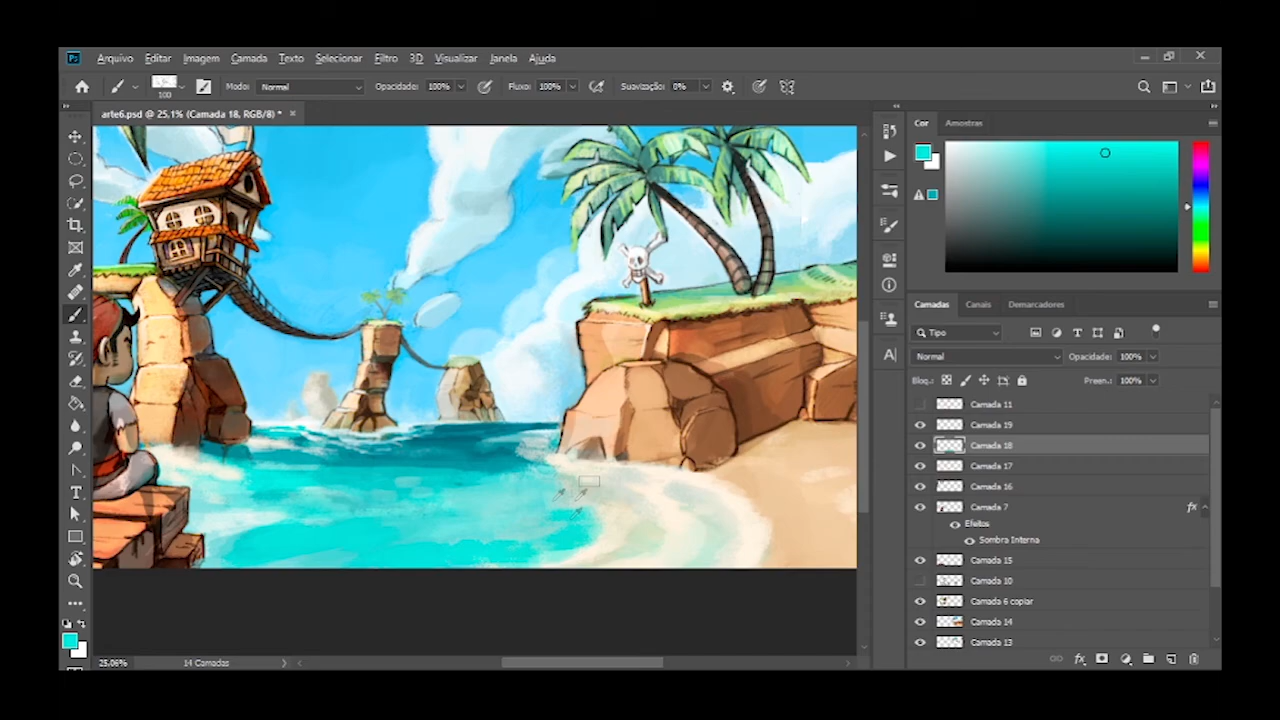 Ps Arquivo Editar Imagem Camada Texto Selecionar Filtro 3D Visualizar Janela Ajuda
100 Modo: Normal Opacidade: 100% Fluxo: 100% Suavização: 0%
arte6.psd @ 25,1% (Camada 18, RGB/8) *
Cor Amostras
Camadas Canais Demarcadores
Tipo
Normal Opacidade: 100%
Bloq.: Preen.: 100%
Camada 11
Camada 19
Camada 18
Camada 17
Camada 16
Camada 7 fx
Efeitos
Sombra Interna
Camada 15
Camada 10
Camada 6 copiar
Camada 14
Camada 13
25,06% 14 Camadas